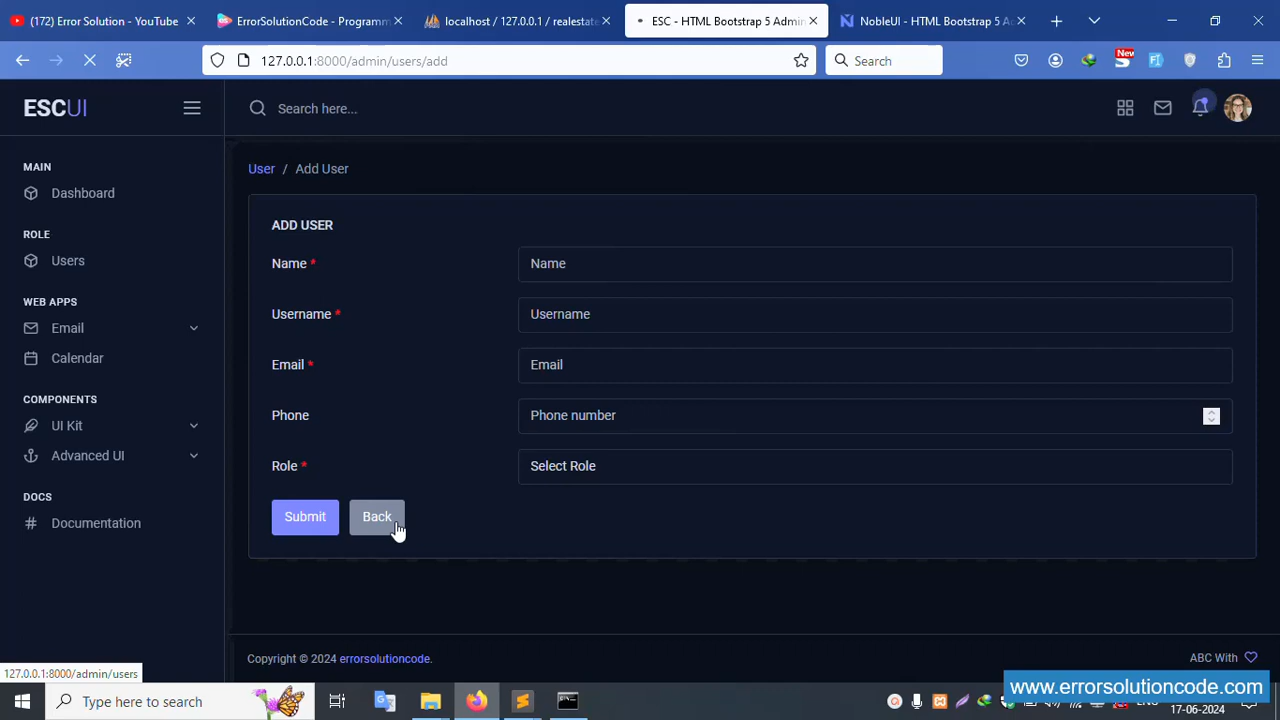 (172) Error Solution - YouTube
ErrorSolutionCode - Programm
localhost / 127.0.0.1 / realestate
ESC - HTML Bootstrap 5 Admin
NobleUI - HTML Bootstrap 5 A
127.0.0.1:8000/admin/users/add
Search
New
ESCUI
Search here...
MAIN
Dashboard
ROLE
Users
WEB APPS
Email
Calendar
COMPONENTS
UI Kit
Advanced UI
DOCS
Documentation
User / Add User
ADD USER
Name * Name
Username * Username
Email * Email
Phone Phone number
Role * Select Role
Submit Back
Copyright © 2024 errorsolutioncode.
ABC With
127.0.0.1:8000/admin/users
www.errorsolutioncode.com
Type here to search
17-06-2024